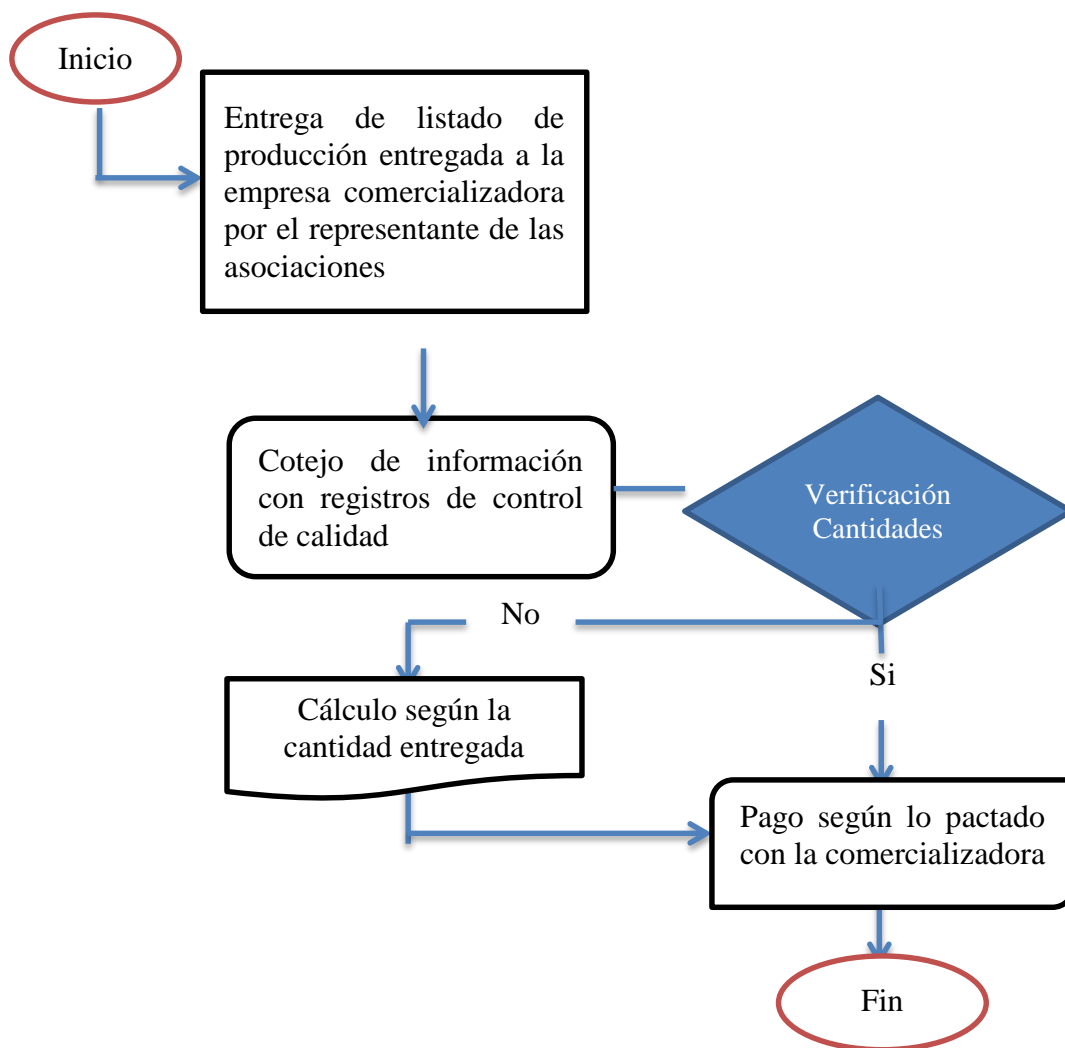 Inicio
Entrega de listado de
producción entregada a la
empresa comercializadora
por el representante de las
asociaciones
Cotejo de información
con registros de control
de calidad
Verificación
Cantidades
No
Si
Cálculo según la
cantidad entregada
Pago según lo pactado
con la comercializadora
Fin